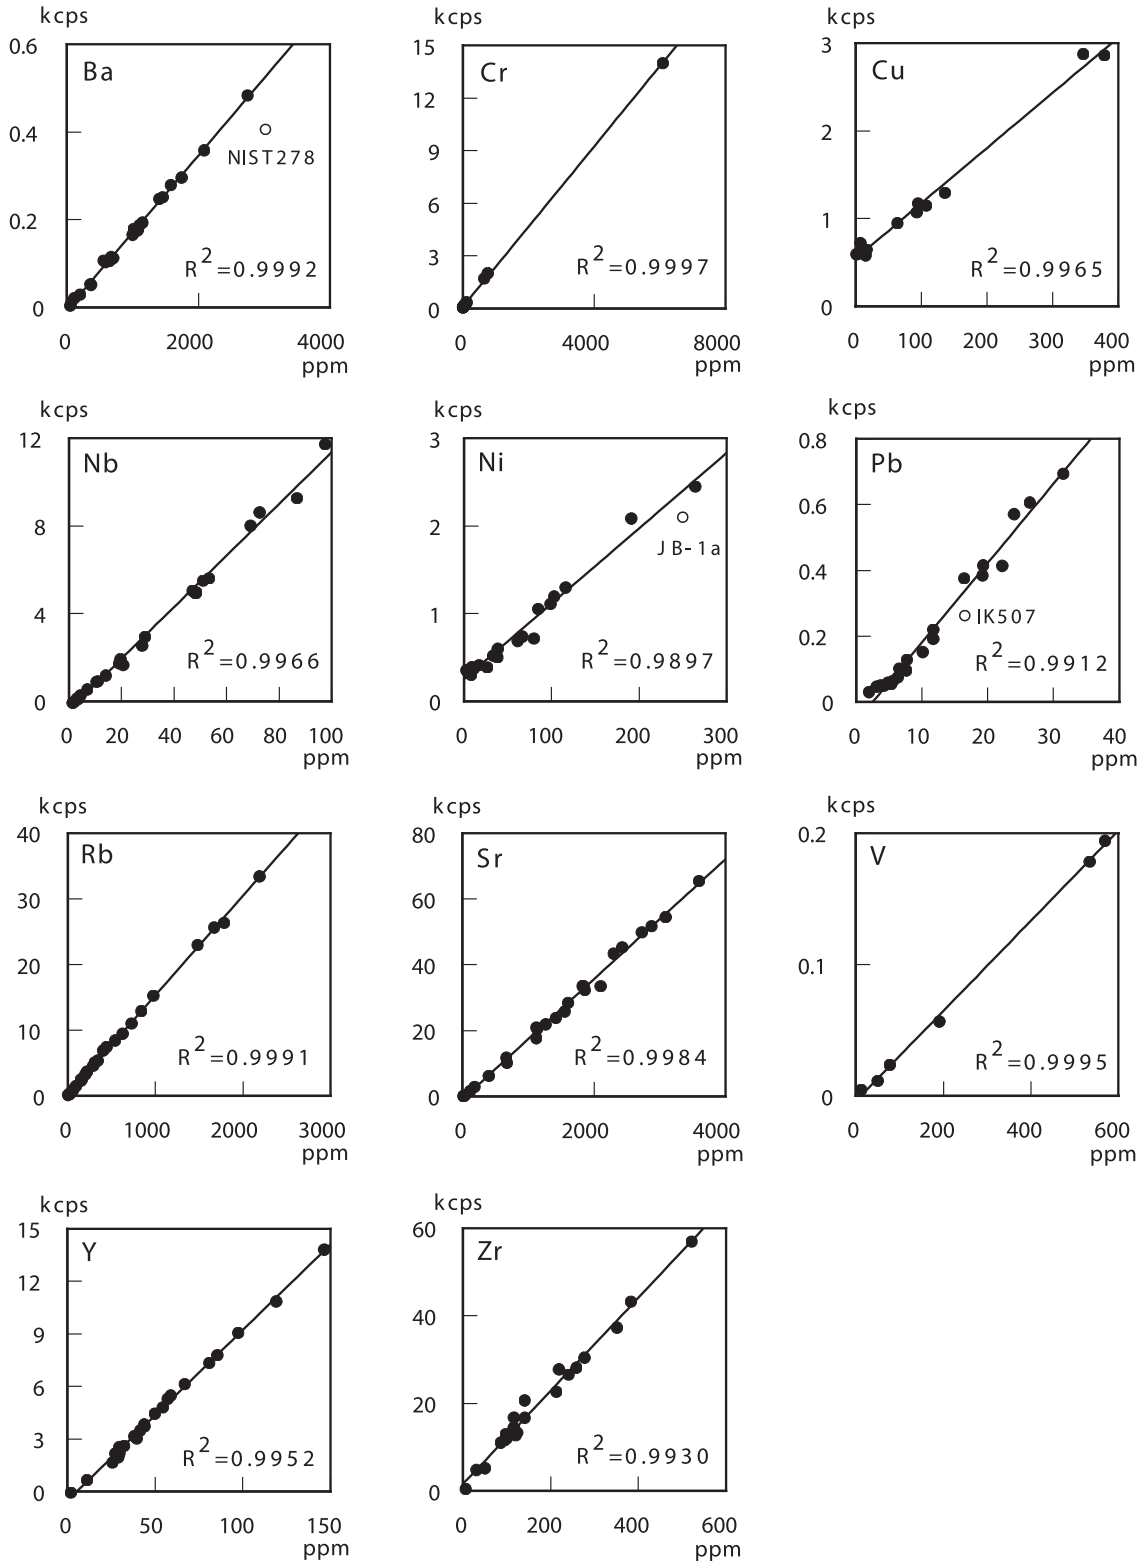 kcps
0.6
Ba
0.4
NIST278
0.2
R²=0.9992
0
0 2000 4000
ppm
kcps
15
Cr
12
9
6
3
R²=0.9997
0
0 4000 8000
ppm
kcps
3
Cu
2
1
R²=0.9965
0
0 100 200 300 400
ppm
kcps
12
Nb
8
4
R²=0.9966
0
0 20 40 60 80 100
ppm
kcps
3
Ni
2
JB-1a
1
R²=0.9897
0
0 100 200 300
ppm
kcps
0.8
Pb
0.6
0.4
IK507
0.2
R²=0.9912
0
0 10 20 30 40
ppm
kcps
40
Rb
30
20
10
R²=0.9991
0
0 1000 2000 3000
ppm
kcps
80
Sr
60
40
20
R²=0.9984
0
0 2000 4000
ppm
kcps
0.2
V
0.1
R²=0.9995
0
0 200 400 600
ppm
kcps
15
Y
12
9
6
3
R²=0.9952
0
0 50 100 150
ppm
kcps
60
Zr
40
20
R²=0.9930
0
0 200 400 600
ppm